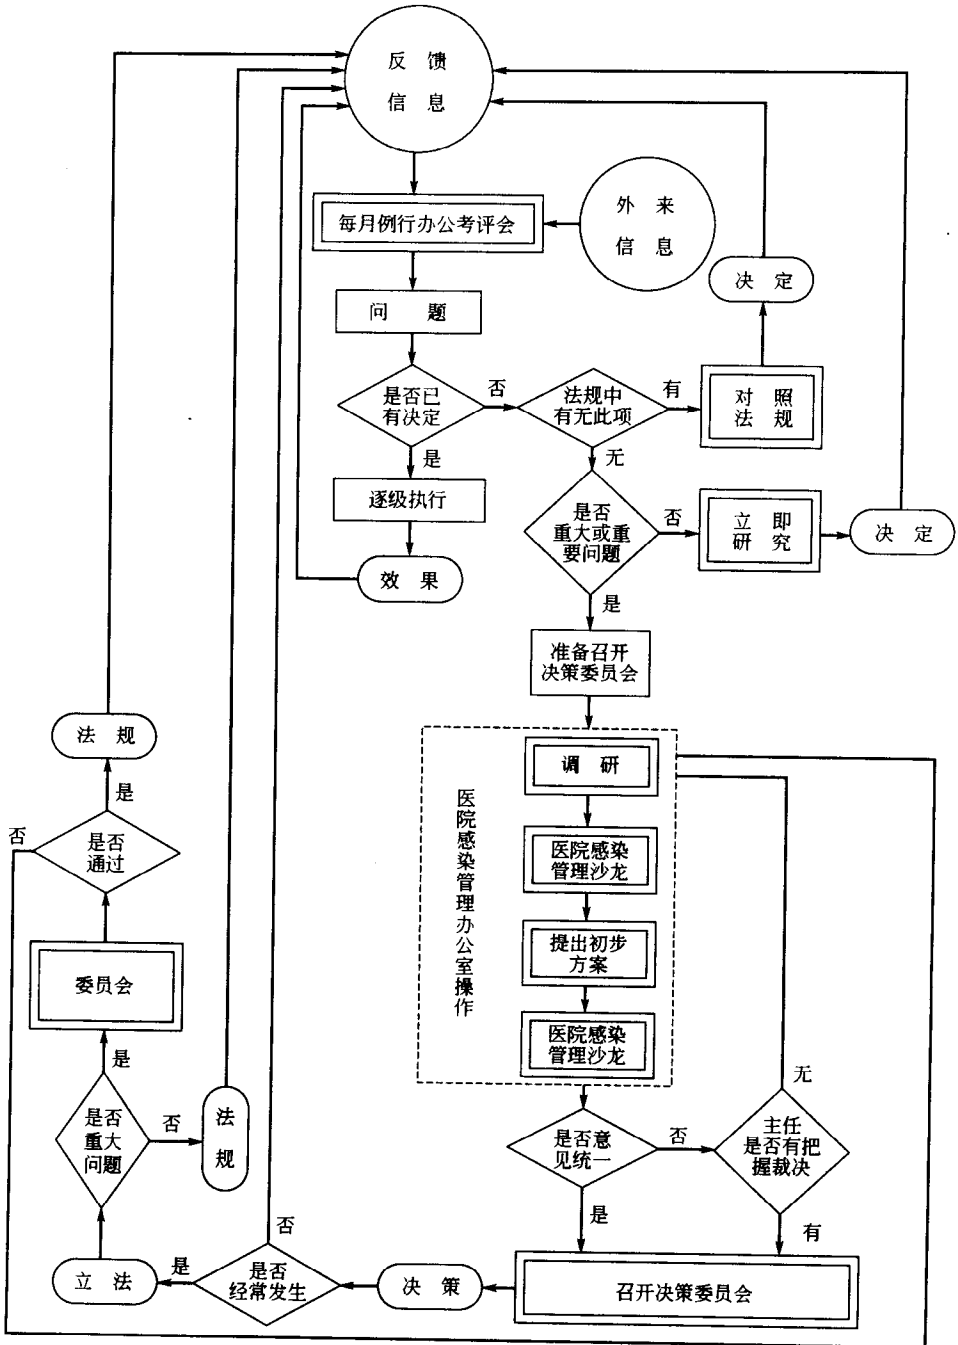 反 馈
信 息
外 来
信 息
每月例行办公考评会
决 定
问 题
是否已
有决定
否
法规中
有无此项
有
对 照
法 规
是
无
逐级执行
是否
重大或重
要问题
否
立 即
研 究
决 定
效 果
是
准备召开
决策委员会
法 规
是
调 研
医院感染管理办公室操作
否
是否
通过
医院感染
管理沙龙
提出初步
方案
委员会
医院感染
管理沙龙
是
无
是否
重大
问题
否
法
规
是否意
见统一
否
主任
是否有把
握裁决
是
有
否
立 法
是
是否
经常发生
决 策
召开决策委员会